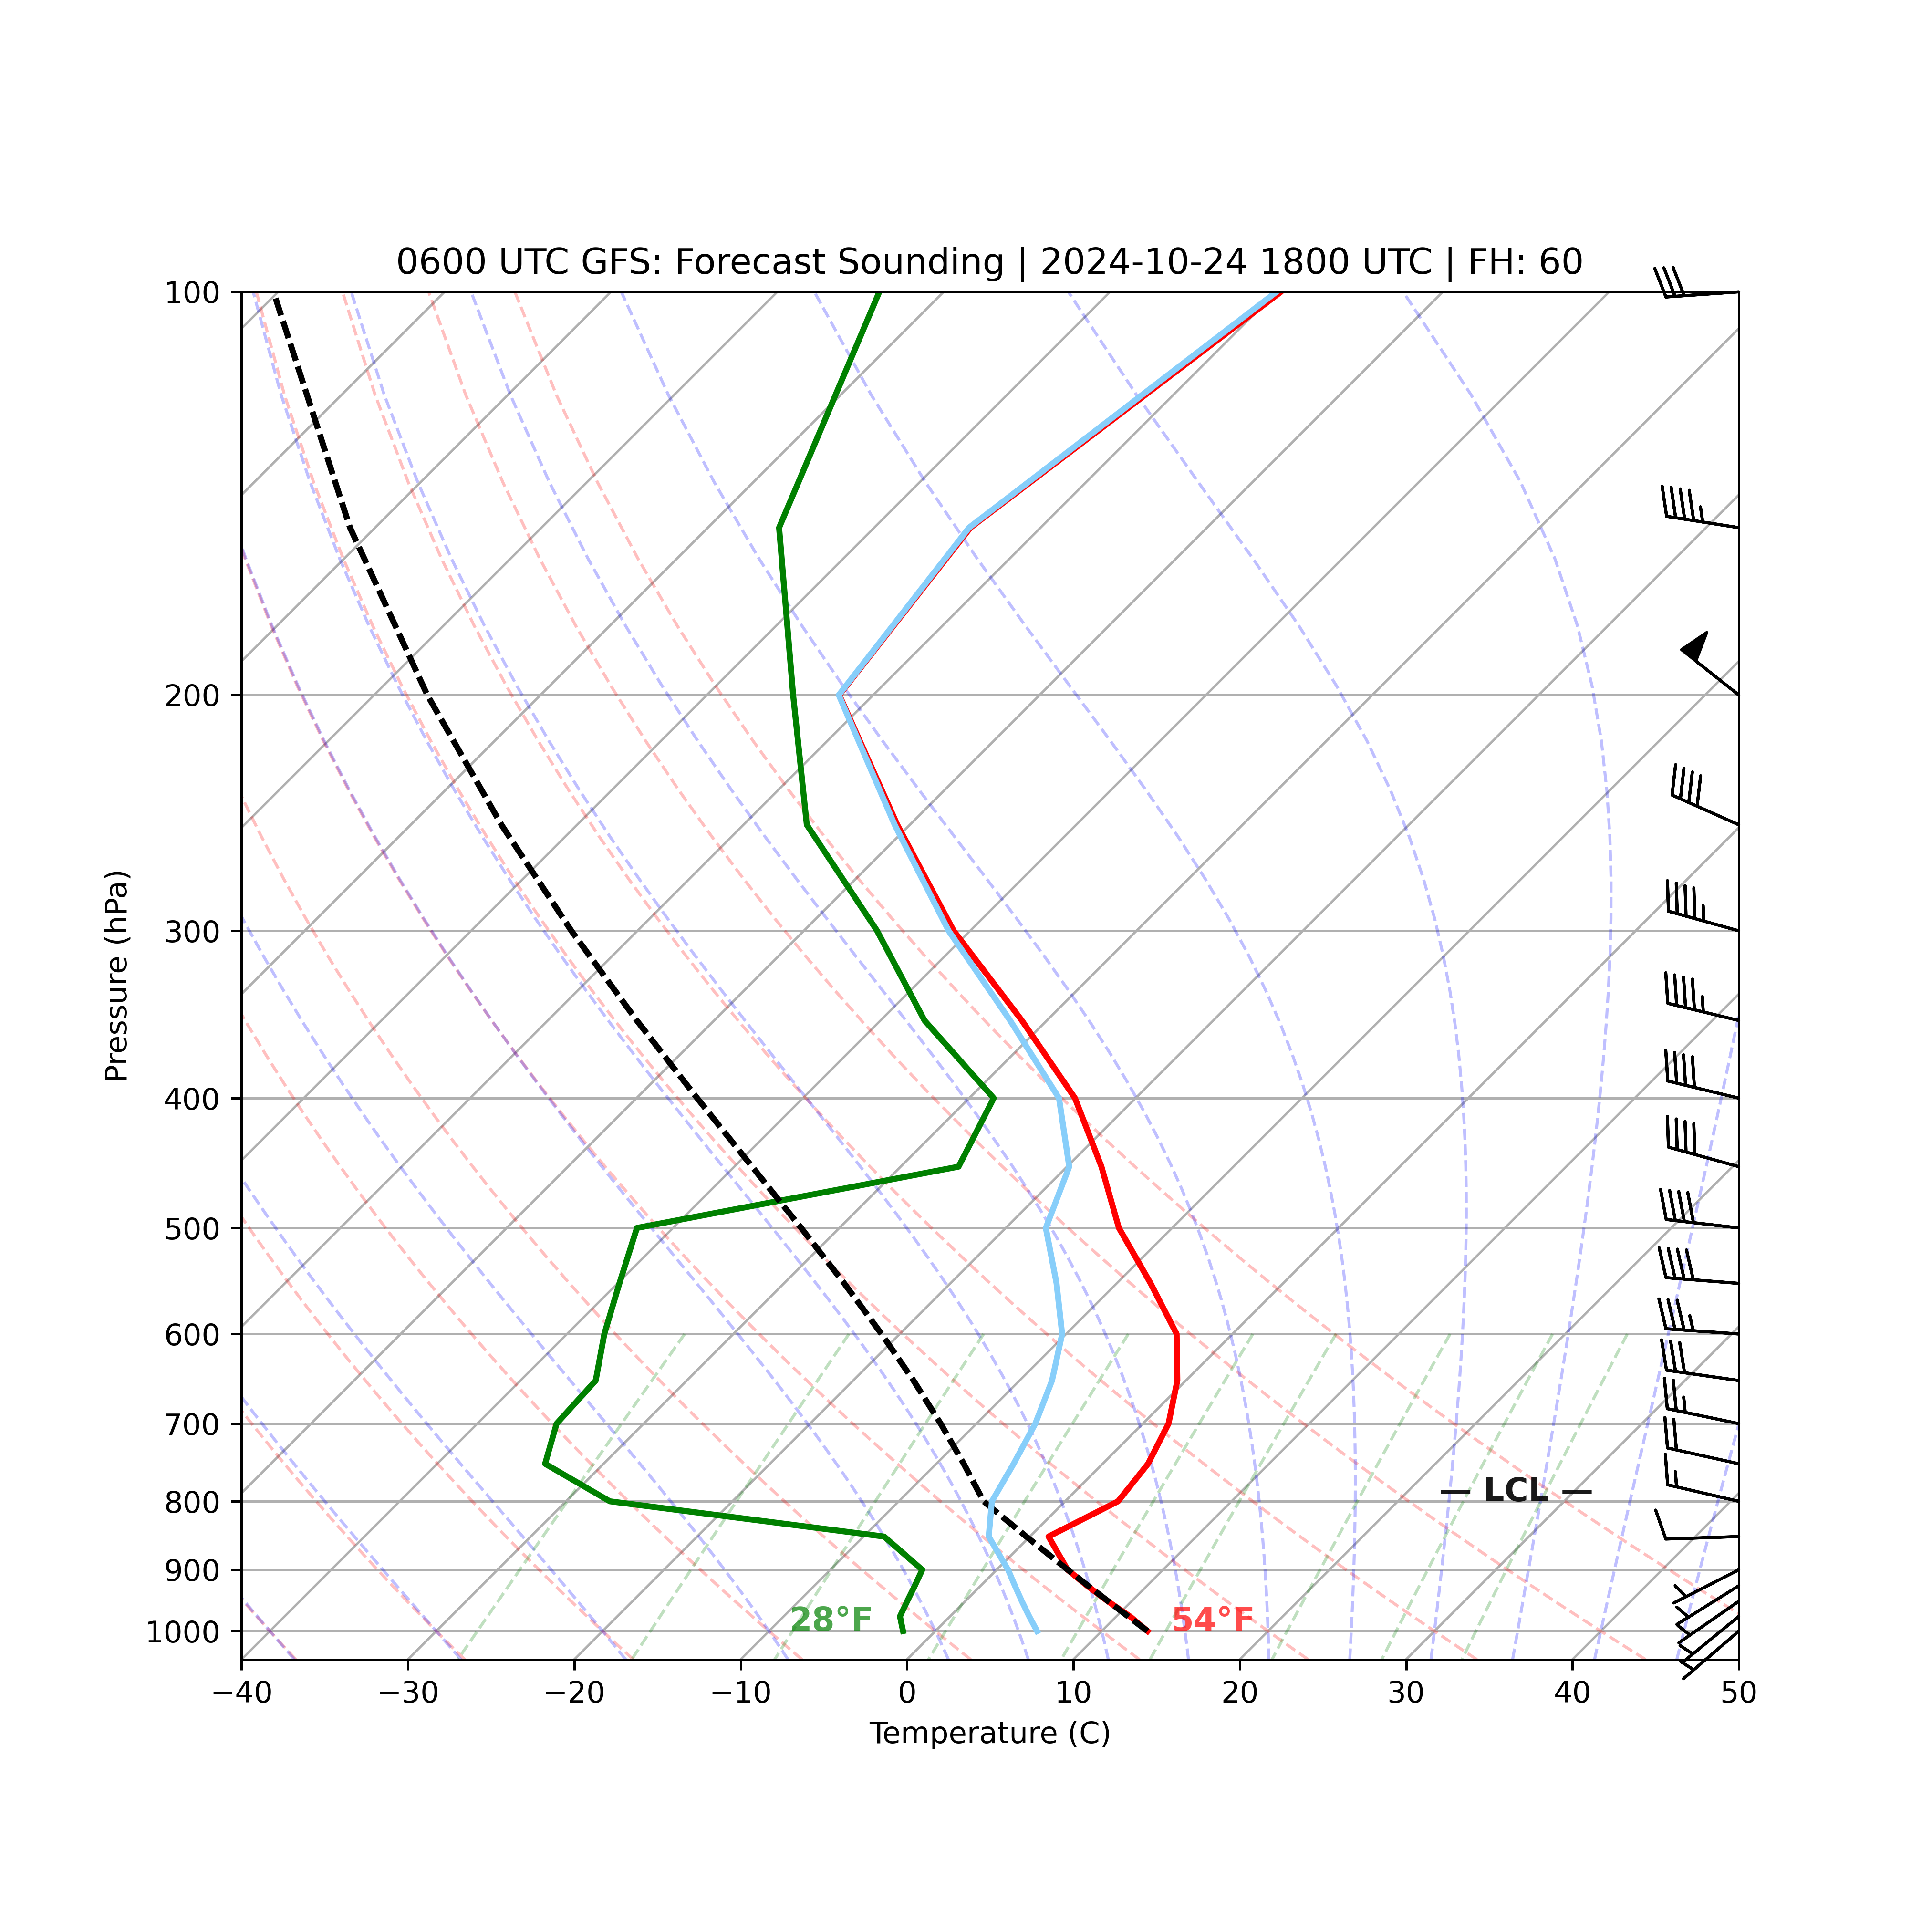 0600 UTC GFS: Forecast Sounding | 2024-10-24 1800 UTC | FH: 60
100
200
300
400
500
600
700
800
900
1000
Pressure (hPa)
— LCL —
28°F
54°F
−40 −30 −20 −10 0 10 20 30 40 50
Temperature (C)